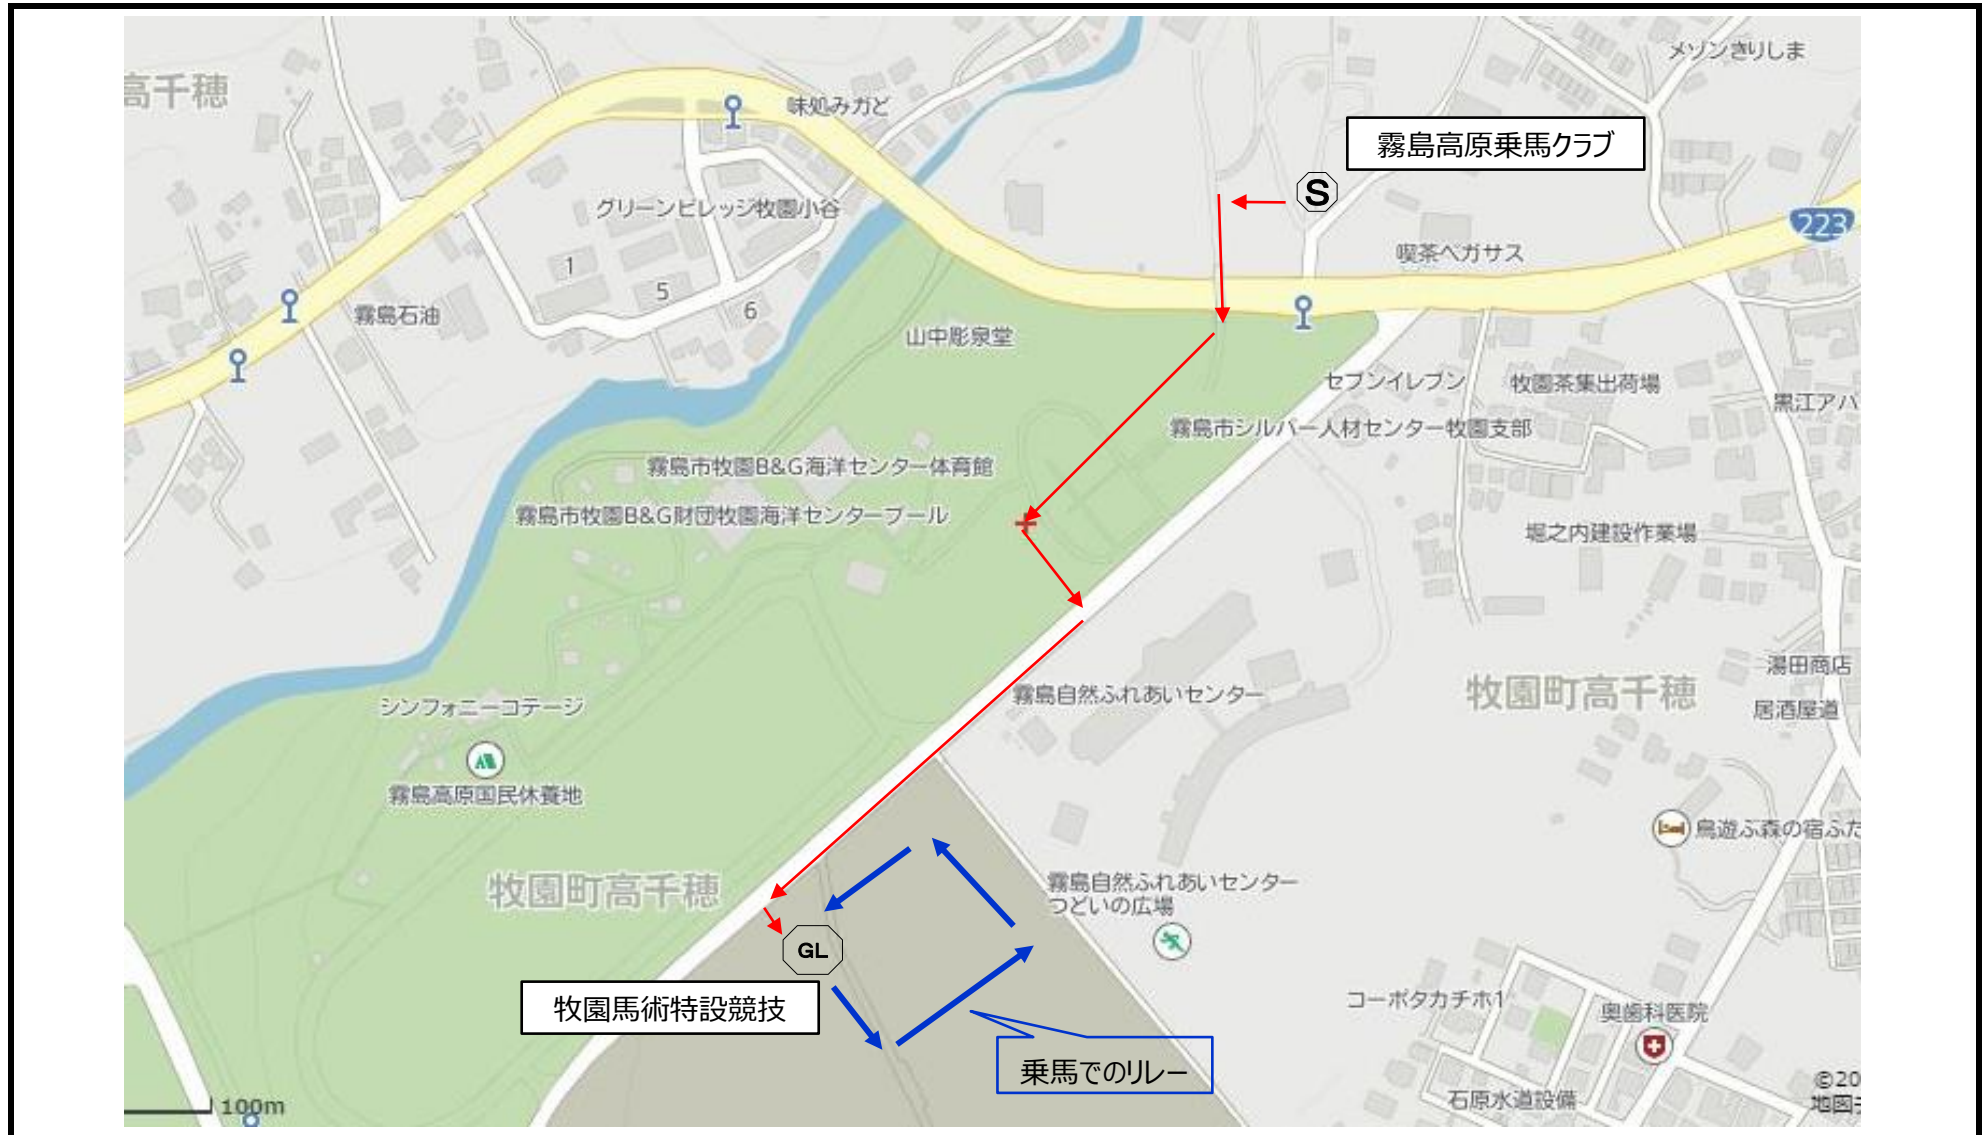 メゾンきりしま
高千穂
味処みかど
霧島高原乗馬クラブ
S
グリーンビレッジ牧園小谷
223
喫茶ペガサス
1
5
6
霧島石油
山中彫泉堂
セブンイレブン
牧園茶集出荷場
黒江アパ
霧島市シルバー人材センター牧園支部
霧島市牧園B&G海洋センター体育館
霧島市牧園B&G財団牧園海洋センタープール
堀之内建設作業場
湯田商店
霧島自然ふれあいセンター
牧園町高千穂
シンフォニーコテージ
居酒屋道
霧島高原国民休養地
鳥遊ぶ森の宿ふた
牧園町高千穂
霧島自然ふれあいセンター
つどいの広場
GL
牧園馬術特設競技
コーポタカチホ1
奥歯科医院
乗馬でのリレー
石原水道設備
100m
©20
地図デ